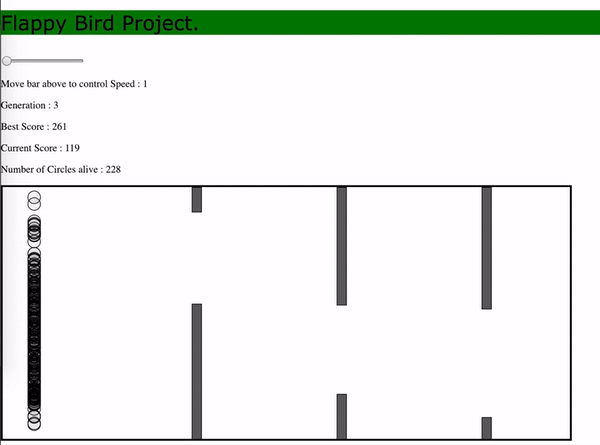 Flappy Bird Project.
Move bar above to control Speed : 1
Generation : 3
Best Score : 261
Current Score : 119
Number of Circles alive : 228